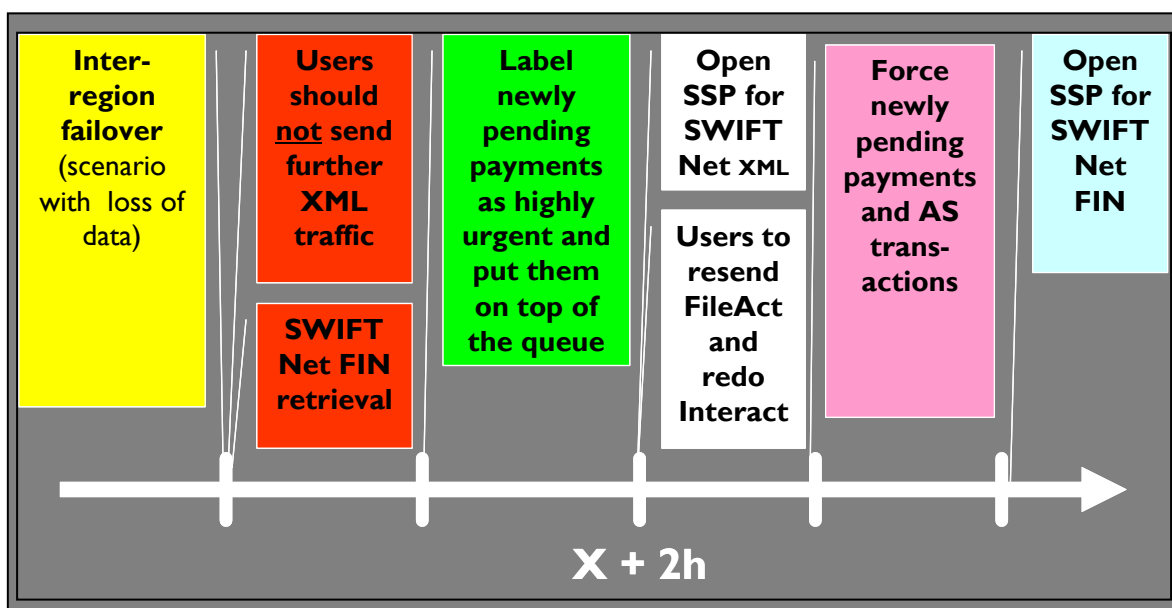 Inter-
region
failover
(scenario
with loss of
data)
Users
should
not send
further
XML
traffic
SWIFT
Net FIN
retrieval
Label
newly
pending
payments
as highly
urgent and
put them
on top of
the queue
Open
SSP for
SWIFT
Net XML
Users to
resend
FileAct
and
redo
Interact
Force
newly
pending
payments
and AS
trans-
actions
Open
SSP for
SWIFT
Net
FIN
X + 2h